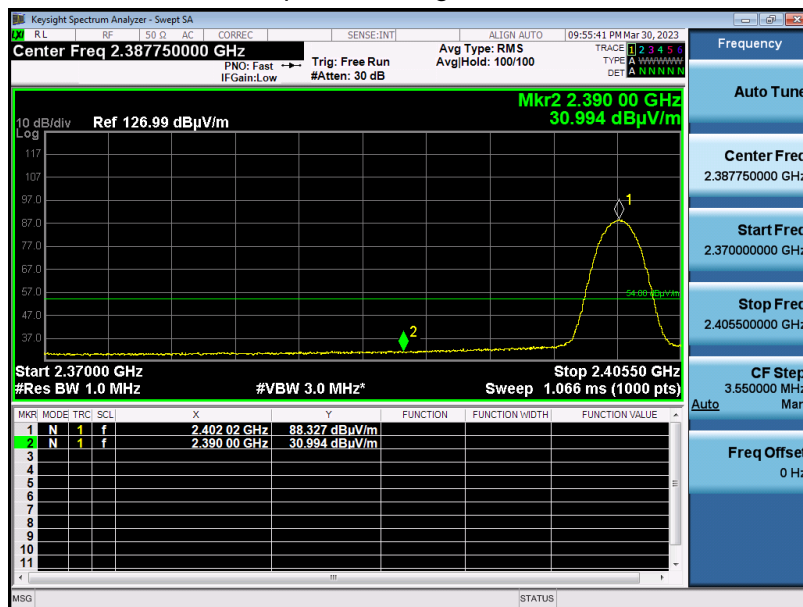 Keysight Spectrum Analyzer - Swept SA
LXI RL RF 50 Ω AC CORREC SENSE:INT ALIGN AUTO 09:55:41 PM Mar 30, 2023
Center Freq 2.387750000 GHz
PNO: Fast
IFGain:Low
Trig: Free Run
#Atten: 30 dB
Avg Type: RMS
Avg|Hold: 100/100
TRACE 1 2 3 4 5 6
TYPE A WWWWW
DET A N N N N N
Frequency
Mkr2 2.390 00 GHz
30.994 dBµV/m
10 dB/div Ref 126.99 dBµV/m
Log
117
107
97.0
87.0
77.0
67.0
57.0
47.0
37.0
1
54.00 dBµV/m
2
Start 2.37000 GHz Stop 2.40550 GHz
#Res BW 1.0 MHz #VBW 3.0 MHz* Sweep 1.066 ms (1000 pts)
MKR MODE TRC SCL X Y FUNCTION FUNCTION WIDTH FUNCTION VALUE
1 N 1 f 2.402 02 GHz 88.327 dBµV/m
2 N 1 f 2.390 00 GHz 30.994 dBµV/m
3
4
5
6
7
8
9
10
11
MSG STATUS
Auto Tune
Center Freq
2.387750000 GHz
Start Freq
2.370000000 GHz
Stop Freq
2.405500000 GHz
CF Step
3.550000 MHz
Auto Man
Freq Offset
0 Hz